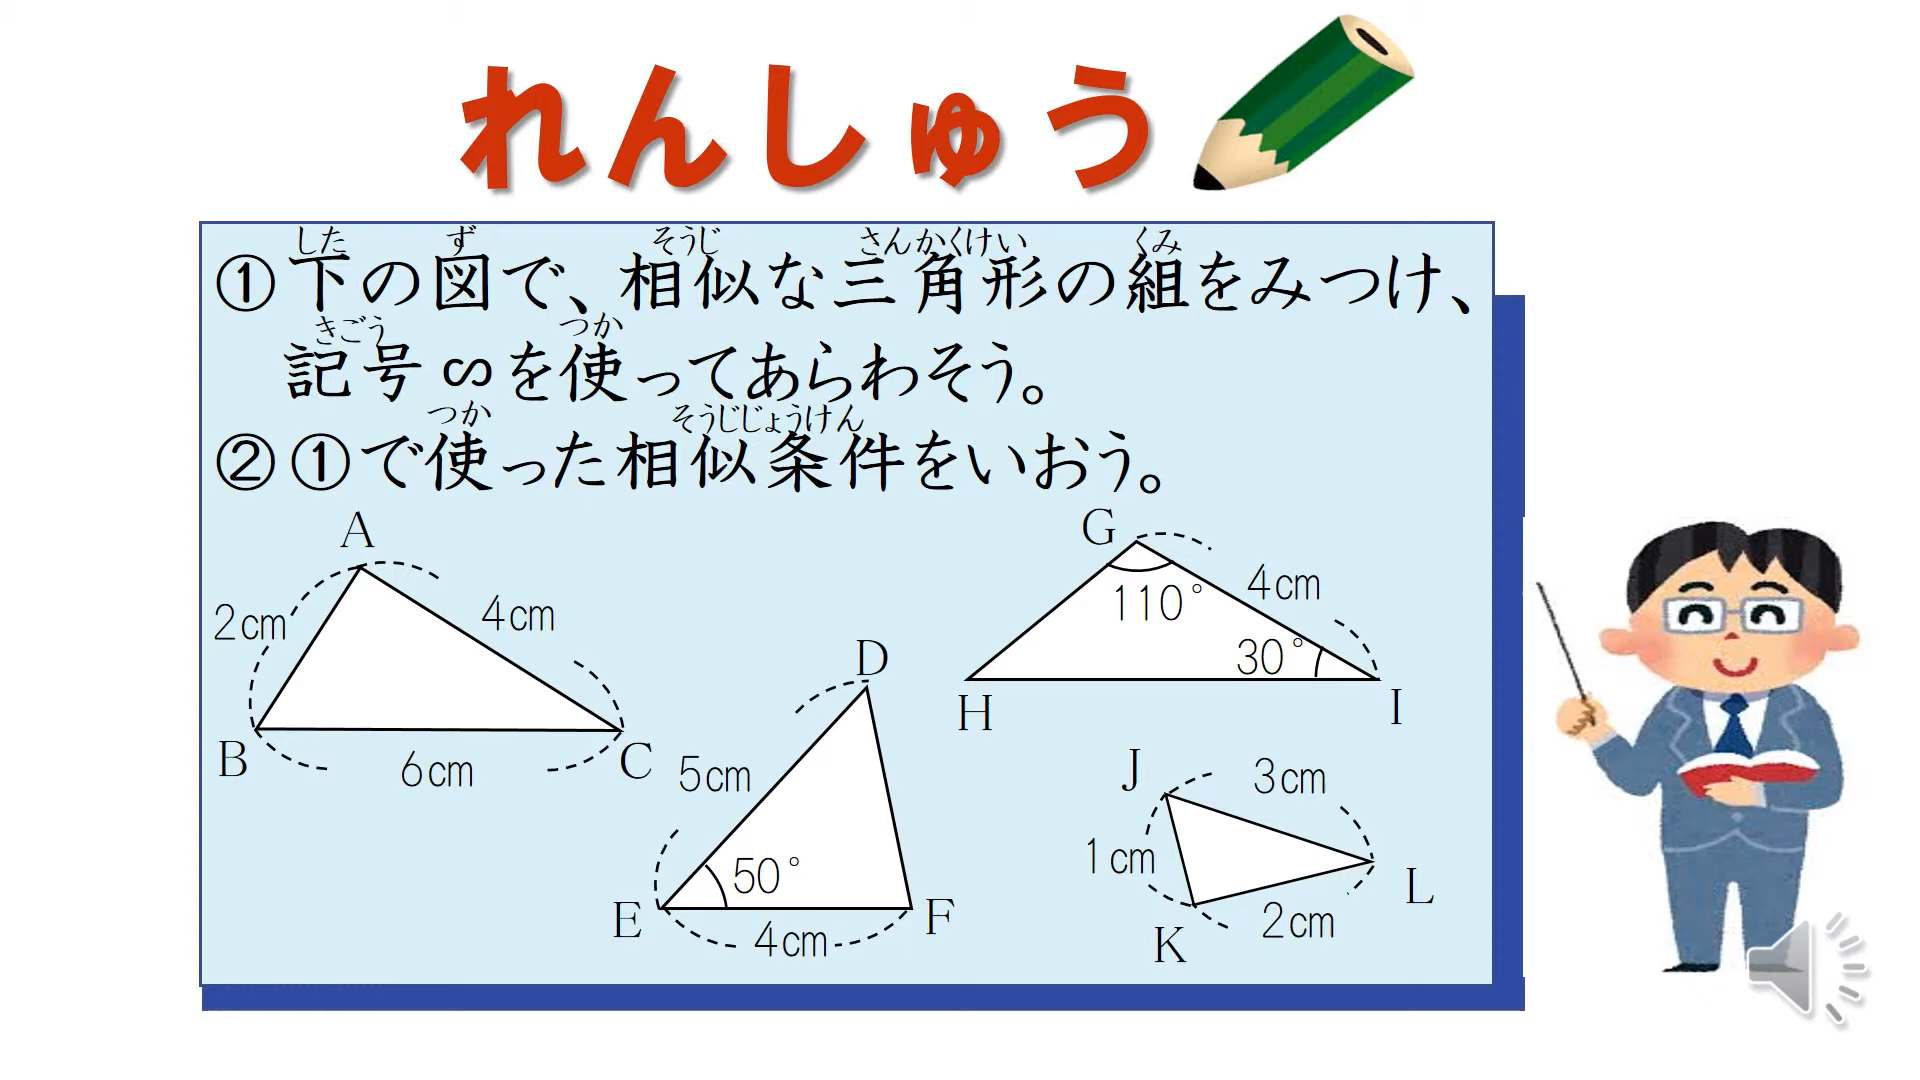 れんしゅう
①下の図で、相似な三角形の組をみつけ、
した ず そうじ さんかくけい くみ
記号∽を使ってあらわそう。
きごう つか
②①で使った相似条件をいおう。
つか そうじじょうけん
A
2cm
4cm
B
6cm
C
D
5cm
50°
E
4cm
F
G
110°
4cm
30°
H
I
J
3cm
1cm
K
2cm
L